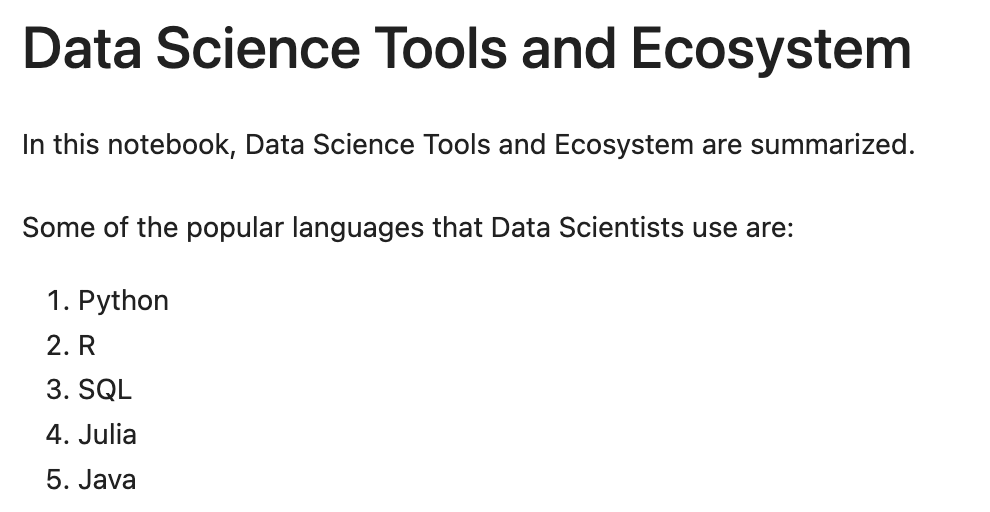 Data Science Tools and Ecosystem
In this notebook, Data Science Tools and Ecosystem are summarized.
Some of the popular languages that Data Scientists use are:
1. Python
2. R
3. SQL
4. Julia
5. Java